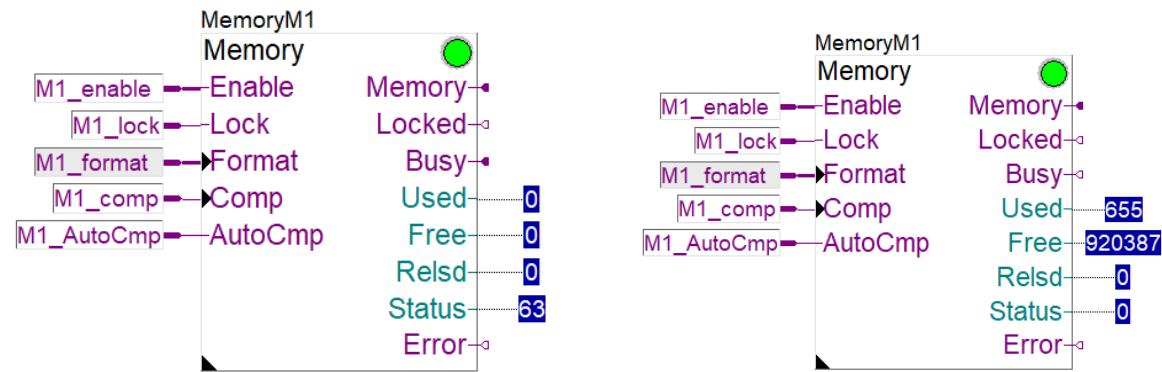 MemoryM1
Memory
M1_enable Enable Memory
M1_lock Lock Locked
M1_format Format Busy
M1_comp Comp Used 0
M1_AutoCmp AutoCmp Free 0
Relsd 0
Status 63
Error
MemoryM1
Memory
M1_enable Enable Memory
M1_lock Lock Locked
M1_format Format Busy
M1_comp Comp Used 655
M1_AutoCmp AutoCmp Free 920387
Relsd 0
Status 0
Error